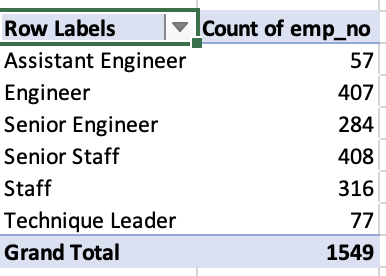 Row Labels Count of emp_no
Assistant Engineer 57
Engineer 407
Senior Engineer 284
Senior Staff 408
Staff 316
Technique Leader 77
Grand Total 1549